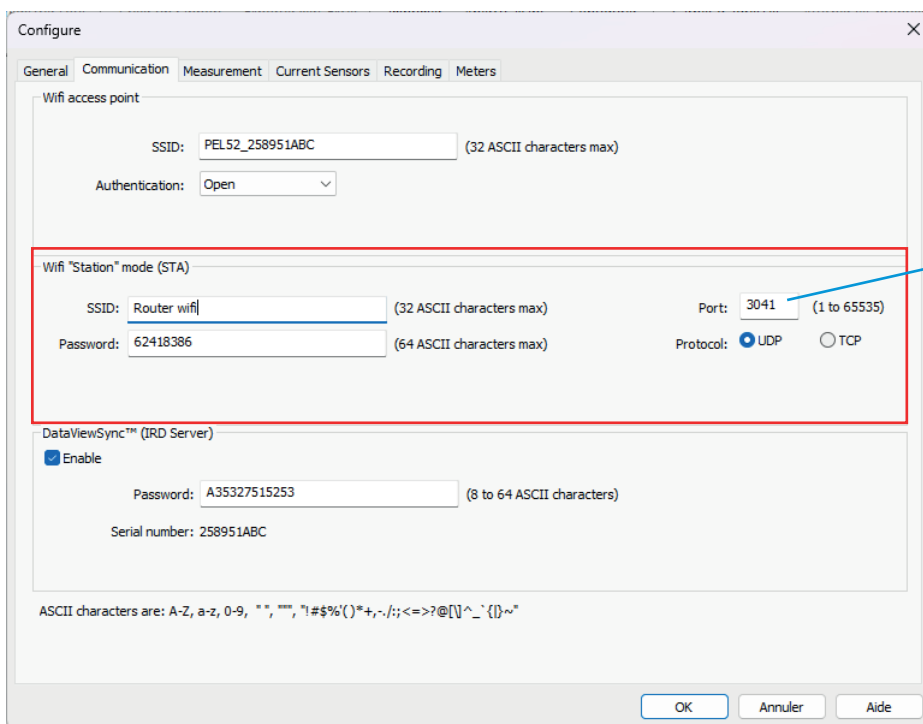 Configure
General Communication Measurement Current Sensors Recording Meters
Wifi access point
SSID: PEL52_258951ABC (32 ASCII characters max)
Authentication: Open
Wifi "Station" mode (STA)
SSID: Router wifi (32 ASCII characters max) Port: 3041 (1 to 65535)
Password: 62418386 (64 ASCII characters max) Protocol: UDP TCP
DataViewSync™ (IRD Server)
Enable
Password: A35327515253 (8 to 64 ASCII characters)
Serial number: 258951ABC
ASCII characters are: A-Z, a-z, 0-9, " ", """, "!#$%'()*+,-./:;<=>?@[\]^_`{|}~"
OK Annuler Aide